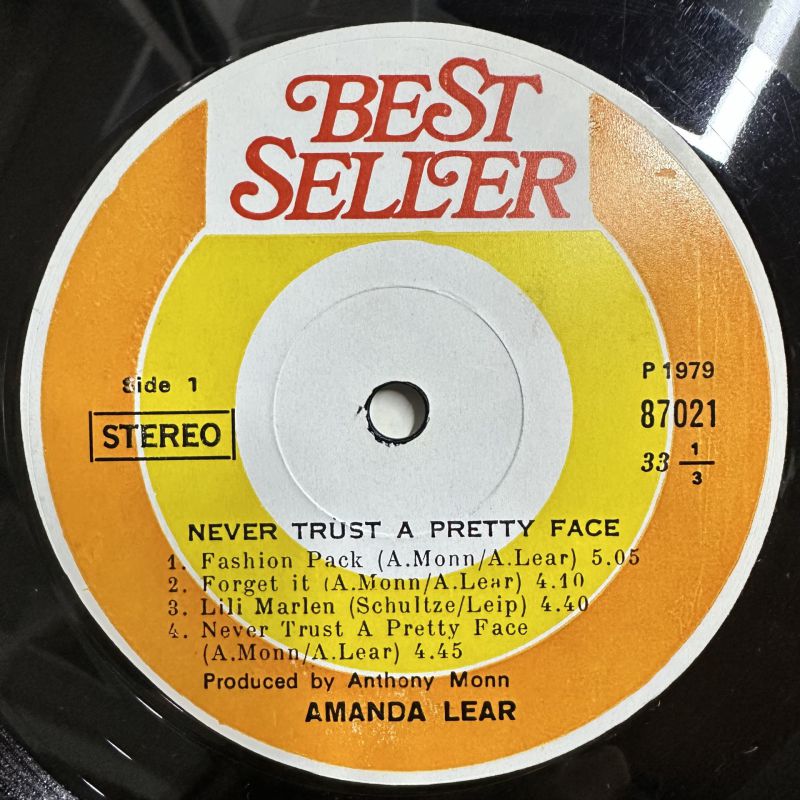 BEST
SELLER
Side 1
STEREO
P 1979
87021
33 1/3
NEVER TRUST A PRETTY FACE
1. Fashion Pack (A.Monn/A.Lear) 5.05
2. Forget it (A.Monn/A.Lear) 4.10
3. Lili Marlen (Schultze/Leip) 4.40
4. Never Trust A Pretty Face
(A.Monn/A.Lear) 4.45
Produced by Anthony Monn
AMANDA LEAR